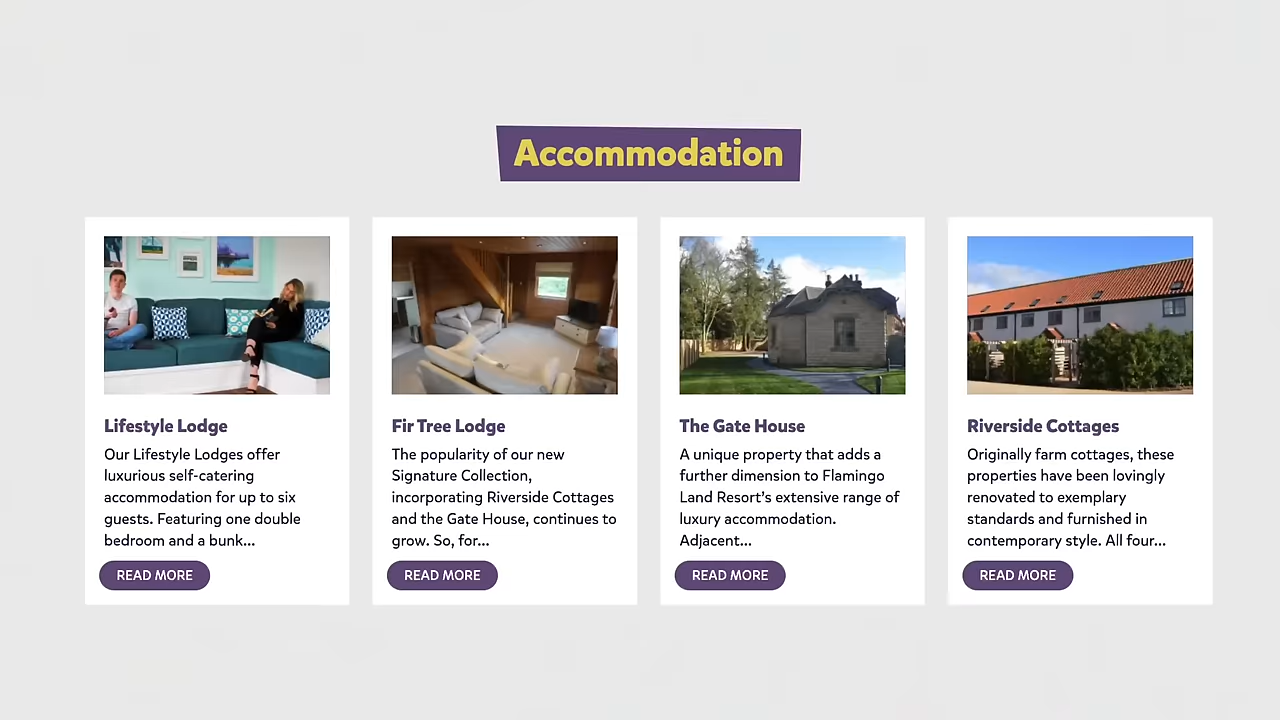 Accommodation
Lifestyle Lodge
Our Lifestyle Lodges offer
luxurious self-catering
accommodation for up to six
guests. Featuring one double
bedroom and a bunk...
READ MORE
Fir Tree Lodge
The popularity of our new
Signature Collection,
incorporating Riverside Cottages
and the Gate House, continues to
grow. So, for...
READ MORE
The Gate House
A unique property that adds a
further dimension to Flamingo
Land Resort's extensive range of
luxury accommodation.
Adjacent...
READ MORE
Riverside Cottages
Originally farm cottages, these
properties have been lovingly
renovated to exemplary
standards and furnished in
contemporary style. All four...
READ MORE